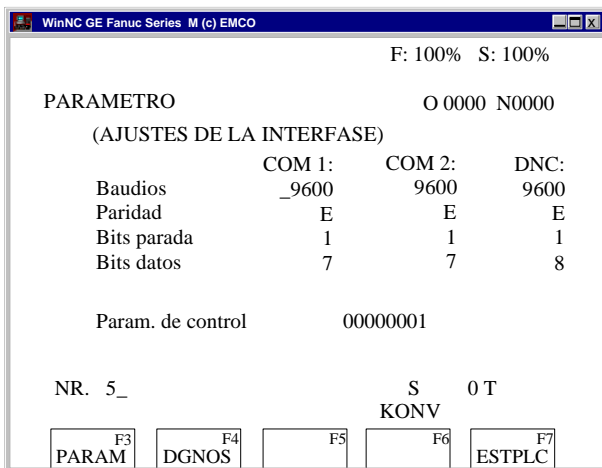 WinNC GE Fanuc Series M (c) EMCO
F: 100% S: 100%
PARAMETRO O 0000 N0000
(AJUSTES DE LA INTERFASE)
COM 1: COM 2: DNC:
Baudios _9600 9600 9600
Paridad E E E
Bits parada 1 1 1
Bits datos 7 7 8
Param. de control 00000001
NR. 5_ S 0 T
KONV
F3 F4 F5 F6 F7
PARAM DGNOS ESTPLC